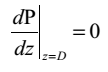 dP/dz|z=D = 0